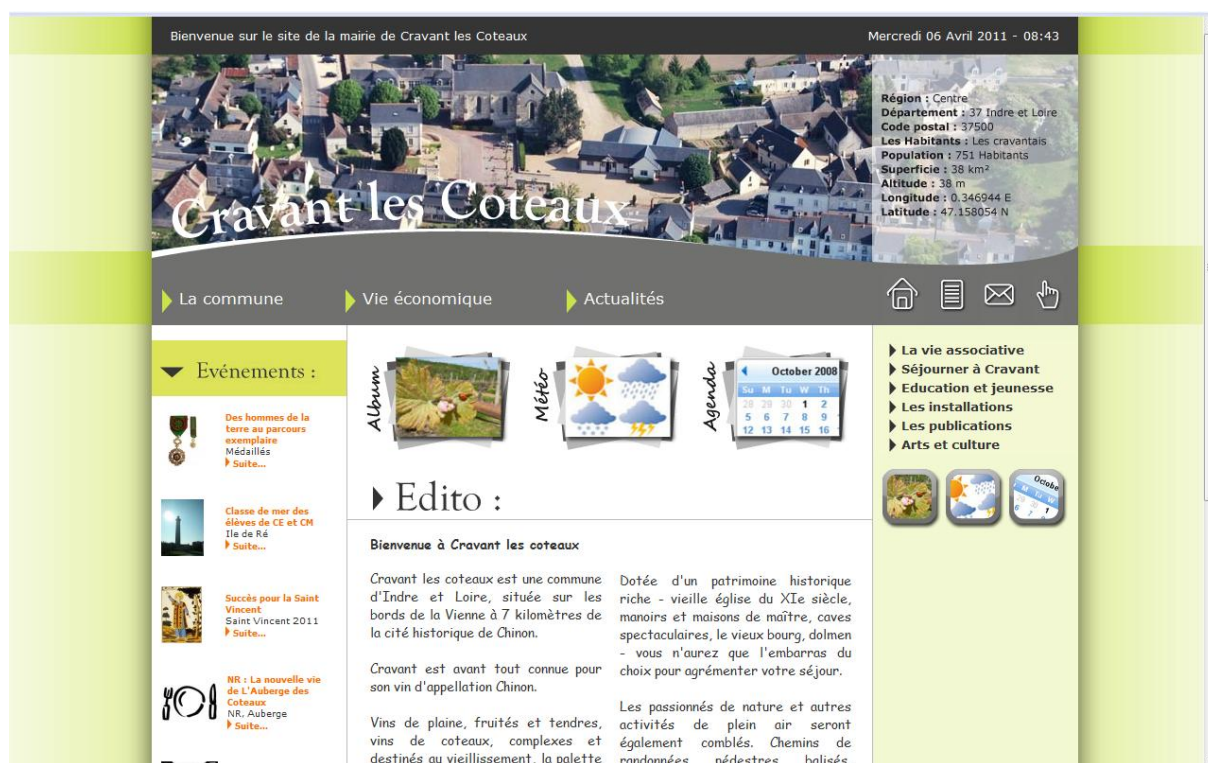 Bienvenue sur le site de la mairie de Cravant les Coteaux
Mercredi 06 Avril 2011 - 08:43
Région : Centre
Département : 37 Indre et Loire
Code postal : 37500
Les Habitants : Les cravantais
Population : 751 Habitants
Superficie : 38 km²
Altitude : 38 m
Longitude : 0.346944 E
Latitude : 47.158054 N
Cravant les Coteaux
La commune
Vie économique
Actualités
Evénements :
Des hommes de la
terre au parcours
exemplaire
Médaillés
Suite...
Classe de mer des
élèves de CE et CM
Ile de Ré
Suite...
Succès pour la Saint
Vincent
Saint Vincent 2011
Suite...
NR : La nouvelle vie
de L'Auberge des
Coteaux
NR, Auberge
Suite...
Album
Météo
Agenda
October 2008
Su M Tu W Th
28 29 30 1 2
5 6 7 8 9
12 13 14 15 16
Edito :
Bienvenue à Cravant les coteaux
Cravant les coteaux est une commune
d'Indre et Loire, située sur les
bords de la Vienne à 7 kilomètres de
la cité historique de Chinon.
Cravant est avant tout connue pour
son vin d'appellation Chinon.
Vins de plaine, fruités et tendres,
vins de coteaux, complexes et
destinés au vieillissement, la palette
Dotée d'un patrimoine historique
riche - vieille église du XIe siècle,
manoirs et maisons de maître, caves
spectaculaires, le vieux bourg, dolmen
- vous n'aurez que l'embarras du
choix pour agrémenter votre séjour.
Les passionnés de nature et autres
activités de plein air seront
également comblés. Chemins de
randonnées pédestres balisés,
La vie associative
Séjourner à Cravant
Education et jeunesse
Les installations
Les publications
Arts et culture